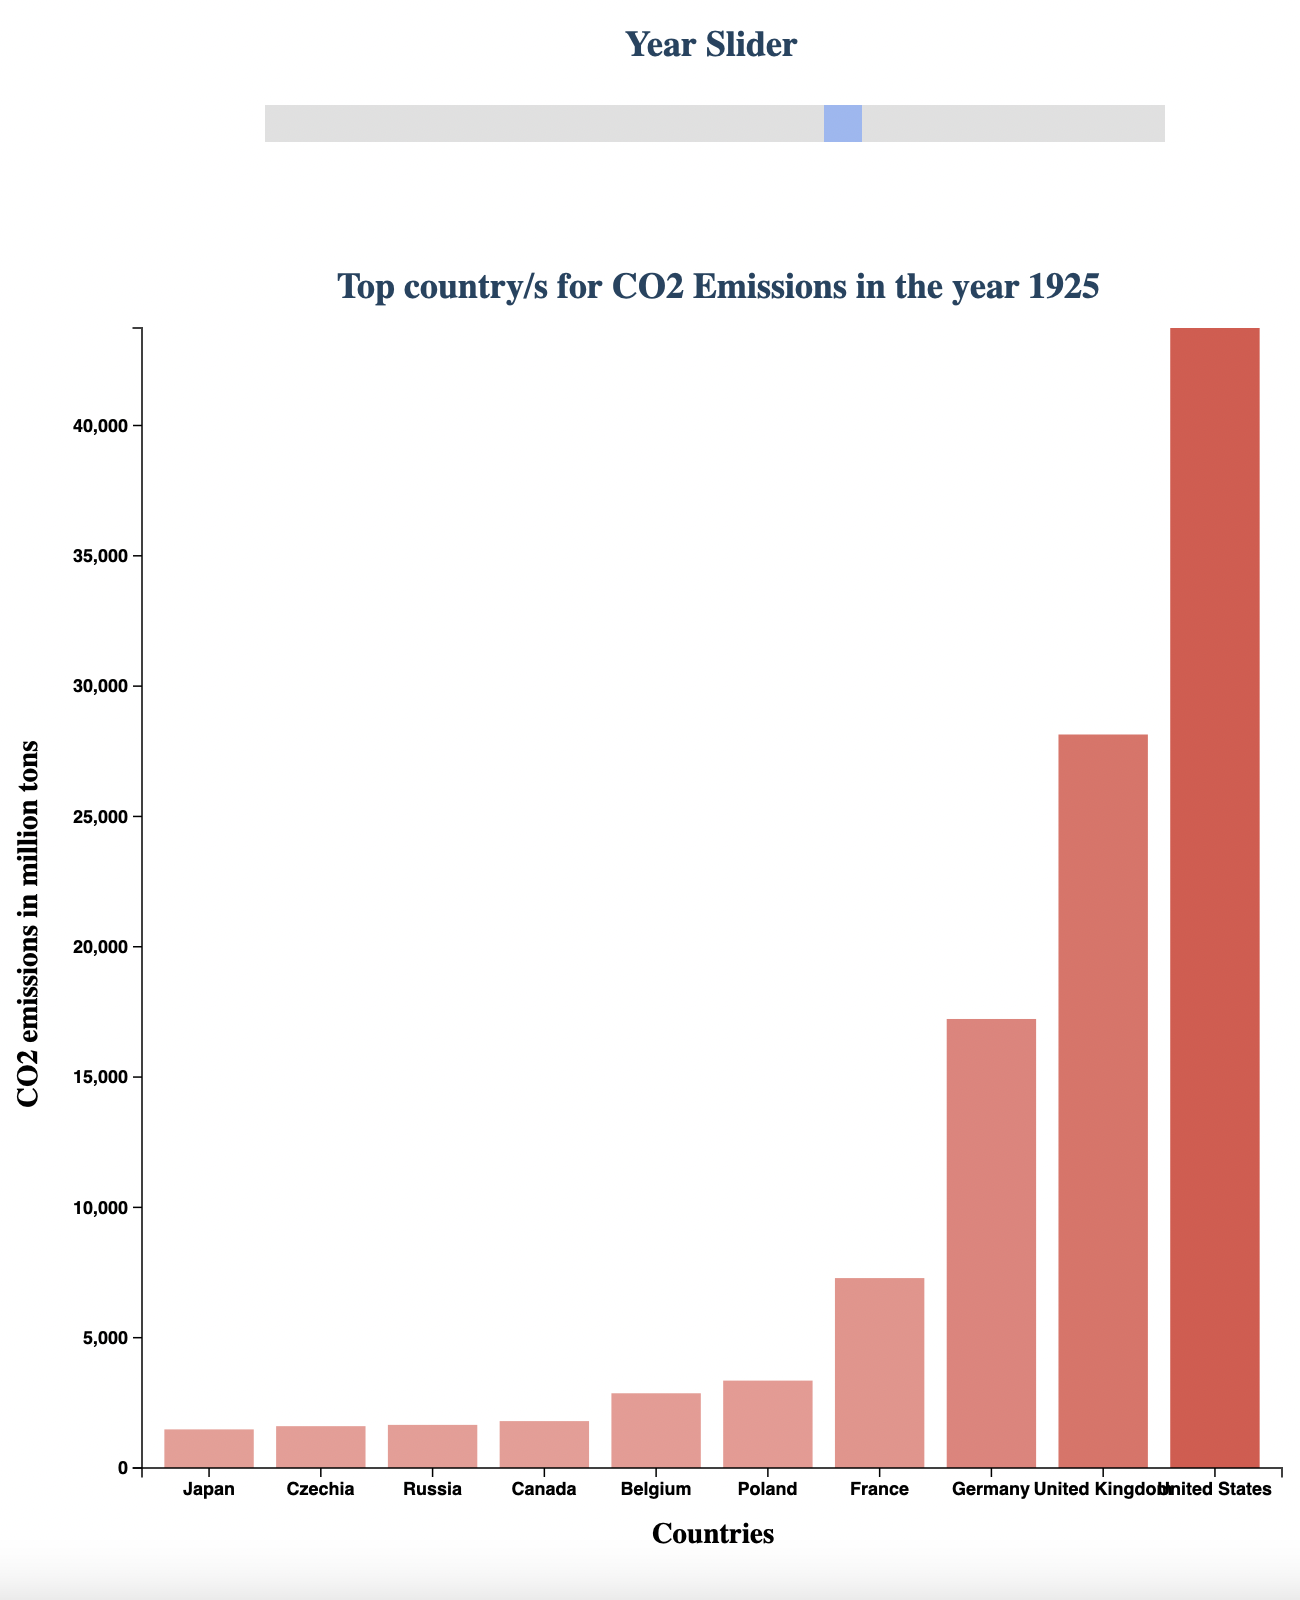 Year Slider
Top country/s for CO2 Emissions in the year 1925
40,000
35,000
30,000
25,000
20,000
15,000
10,000
5,000
0
CO2 emissions in million tons
Japan Czechia Russia Canada Belgium Poland France Germany United Kingdom United States
Countries